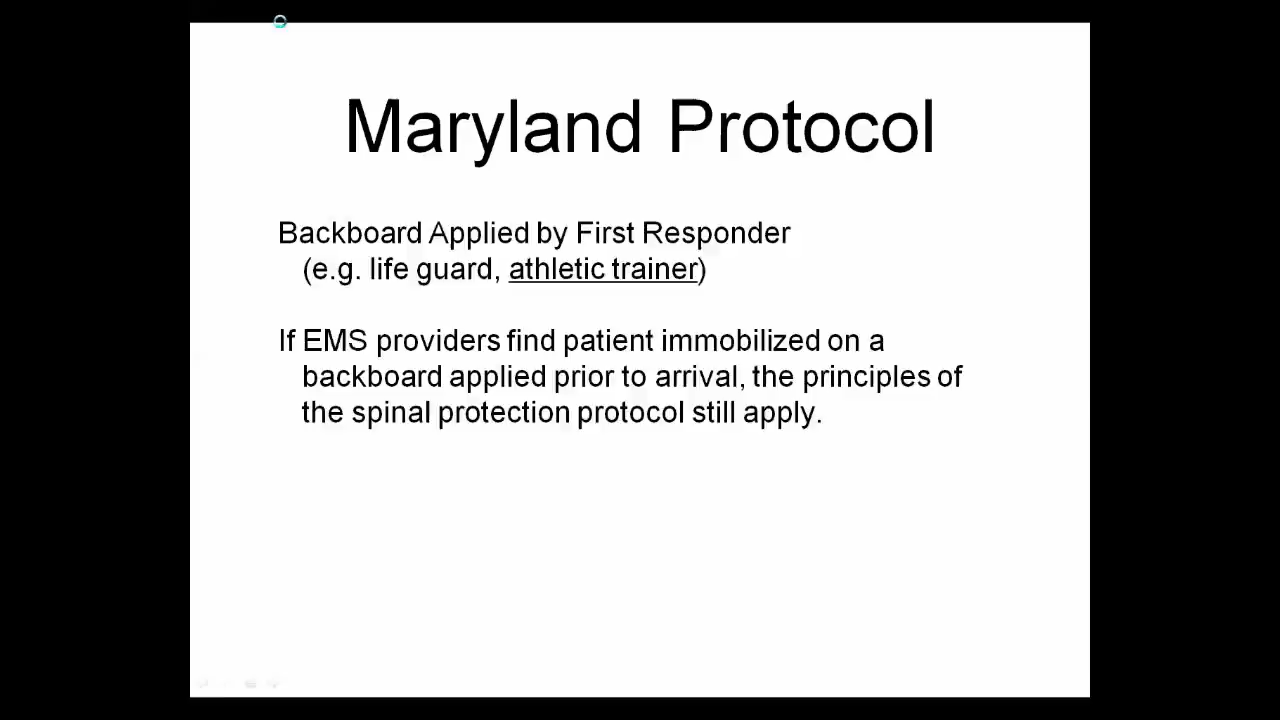 Maryland Protocol
Backboard Applied by First Responder
(e.g. life guard, athletic trainer)
If EMS providers find patient immobilized on a
backboard applied prior to arrival, the principles of
the spinal protection protocol still apply.